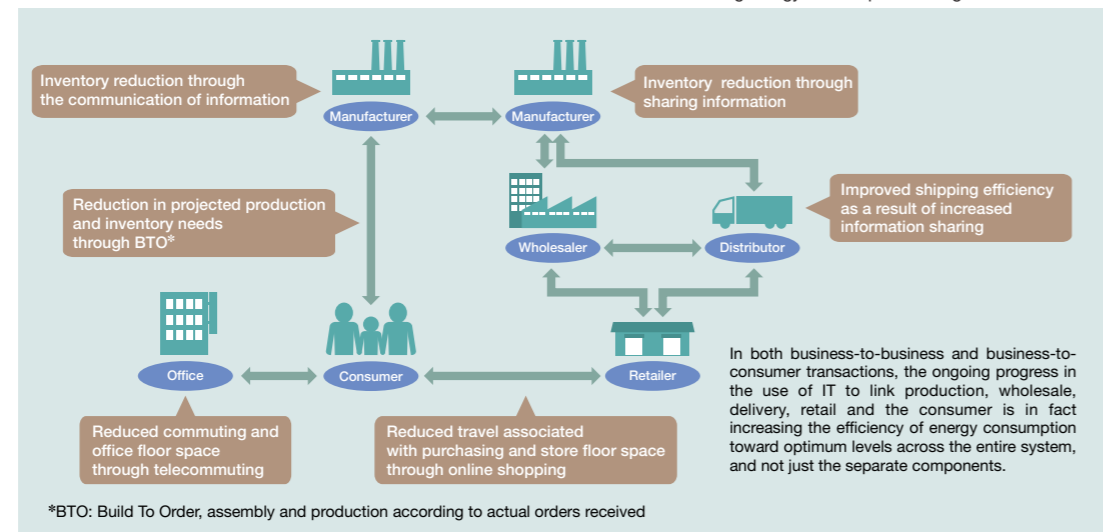 Inventory reduction through
the communication of information
Manufacturer
Manufacturer
Inventory reduction through
sharing information
Reduction in projected production
and inventory needs
through BTO*
Wholesaler
Distributor
Improved shipping efficiency
as a result of increased
information sharing
Office
Consumer
Retailer
Reduced commuting and
office floor space
through telecommuting
Reduced travel associated
with purchasing and store floor space
through online shopping
In both business-to-business and business-to-
consumer transactions, the ongoing progress in
the use of IT to link production, wholesale,
delivery, retail and the consumer is in fact
increasing the efficiency of energy consumption
toward optimum levels across the entire system,
and not just the separate components.
*BTO: Build To Order, assembly and production according to actual orders received